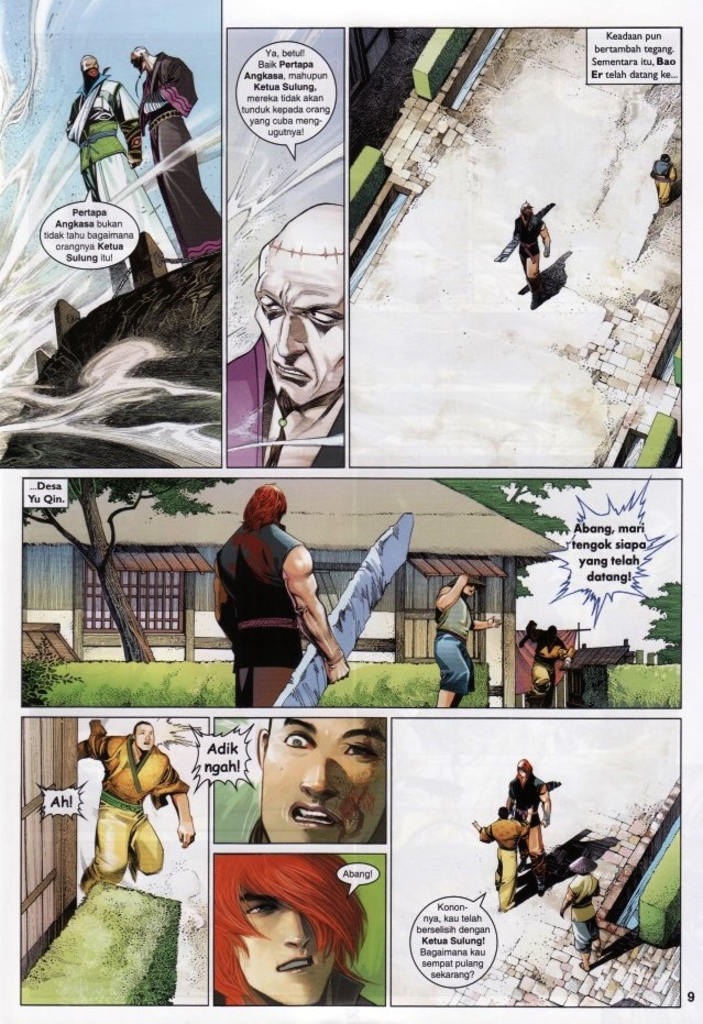 Pertapa
Angkasa bukan
tidak tahu bagaimana
orangnya Ketua
Sulung itu!
Ya, betul!
Baik Pertapa
Angkasa, mahupun
Ketua Sulung,
mereka tidak akan
tunduk kepada orang
yang cuba meng-
ugutnya!
Keadaan pun
bertambah tegang.
Sementara itu, Bao
Er telah datang ke...
...Desa
Yu Qin.
Abang, mari
tengok siapa
yang telah
datang!
Ah!
Adik
ngah!
Abang!
Konon-
nya, kau telah
berselisih dengan
Ketua Sulung!
Bagaimana kau
sempat pulang
sekarang?
9